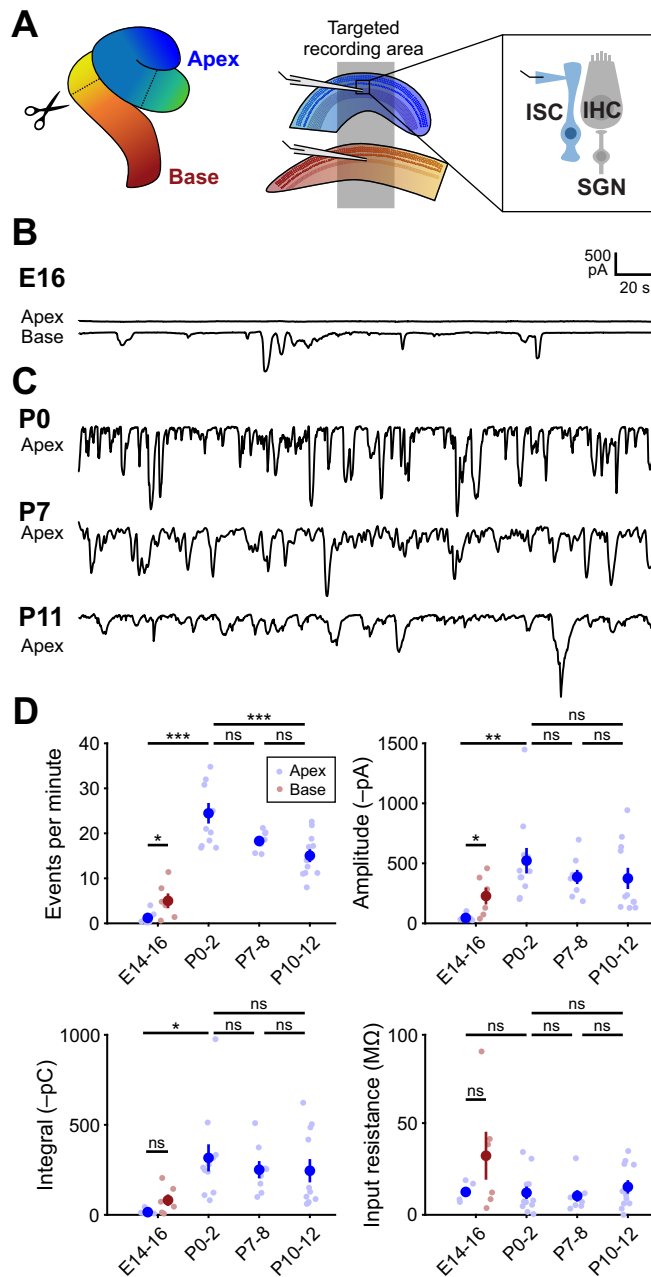 A
Apex
Base
Targeted
recording area
ISC
IHC
SGN
B
E16
500
pA
20 s
Apex
Base
C
P0
Apex
P7
Apex
P11
Apex
D
***
***
ns
ns
Events per minute
40
30
20
10
0
*
Apex
Base
E14-16
P0-2
P7-8
P10-12
ns
**
ns
ns
Amplitude (–pA)
1500
1000
500
0
*
E14-16
P0-2
P7-8
P10-12
ns
*
ns
ns
Integral (–pC)
1000
500
0
ns
E14-16
P0-2
P7-8
P10-12
ns
ns
ns
ns
Input resistance (MΩ)
100
50
0
ns
E14-16
P0-2
P7-8
P10-12